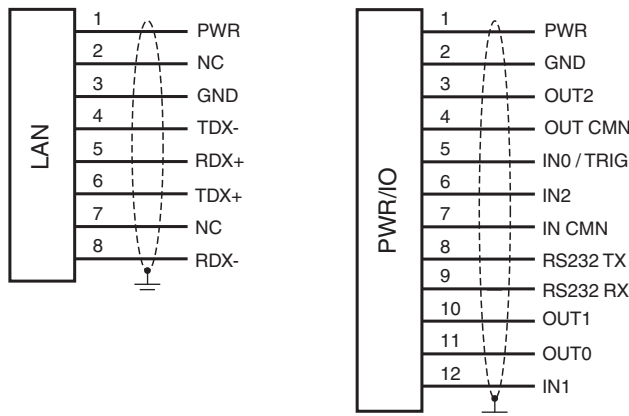 LAN
1 PWR
2 NC
3 GND
4 TDX-
5 RDX+
6 TDX+
7 NC
8 RDX-
PWR/IO
1 PWR
2 GND
3 OUT2
4 OUT CMN
5 IN0 / TRIG
6 IN2
7 IN CMN
8 RS232 TX
9 RS232 RX
10 OUT1
11 OUT0
12 IN1